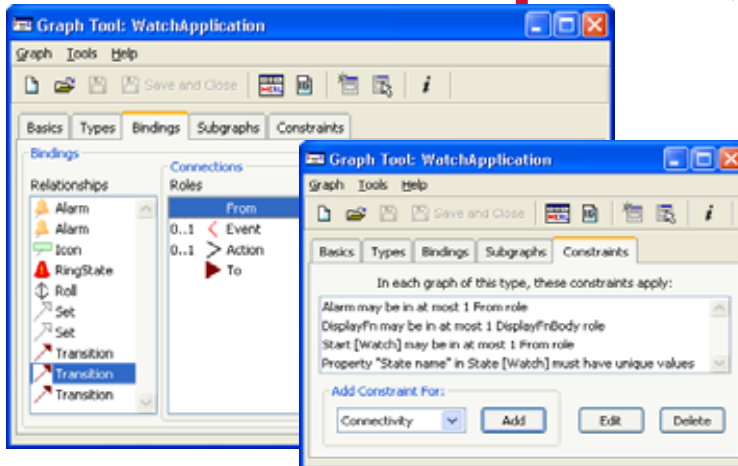 Graph Tool: WatchApplication
Graph Tools Help
Save and Close i
Basics Types Bindings Subgraphs Constraints
Bindings
Relationships
Alarm
Alarm
Icon
RingState
Roll
Set
Set
Transition
Transition
Transition
Connections
Roles
From
0..1 Event
0..1 Action
To
Graph Tool: WatchApplication
Graph Tools Help
Save and Close i
Basics Types Bindings Subgraphs Constraints
In each graph of this type, these constraints apply:
Alarm may be in at most 1 From role
DisplayFn may be in at most 1 DisplayFnBody role
Start [Watch] may be in at most 1 From role
Property "State name" in State [Watch] must have unique values
Add Constraint For:
Connectivity Add Edit Delete